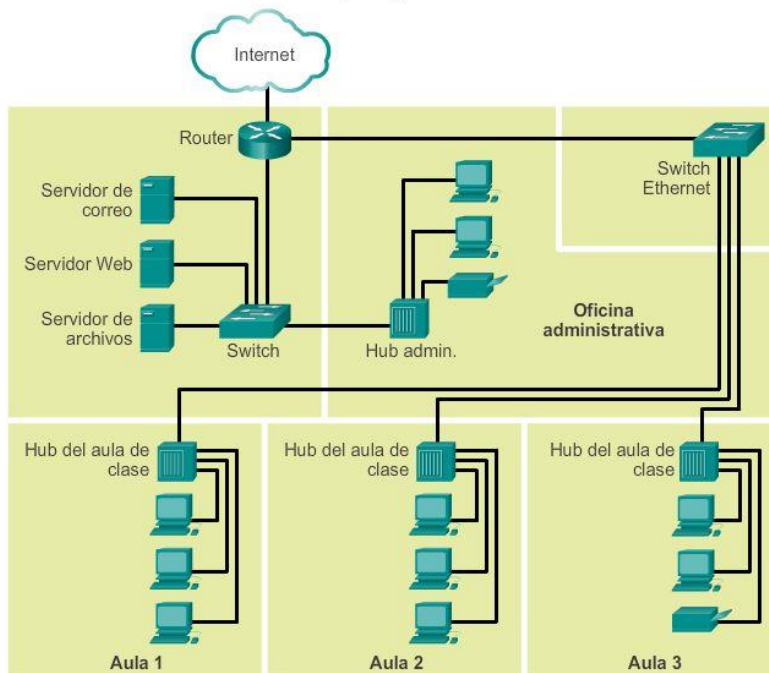 Internet
Router
Switch
Ethernet
Servidor de
correo
Servidor Web
Servidor de
archivos
Switch
Hub admin.
Oficina
administrativa
Hub del aula de
clase
Hub del aula de
clase
Hub del aula de
clase
Aula 1
Aula 2
Aula 3